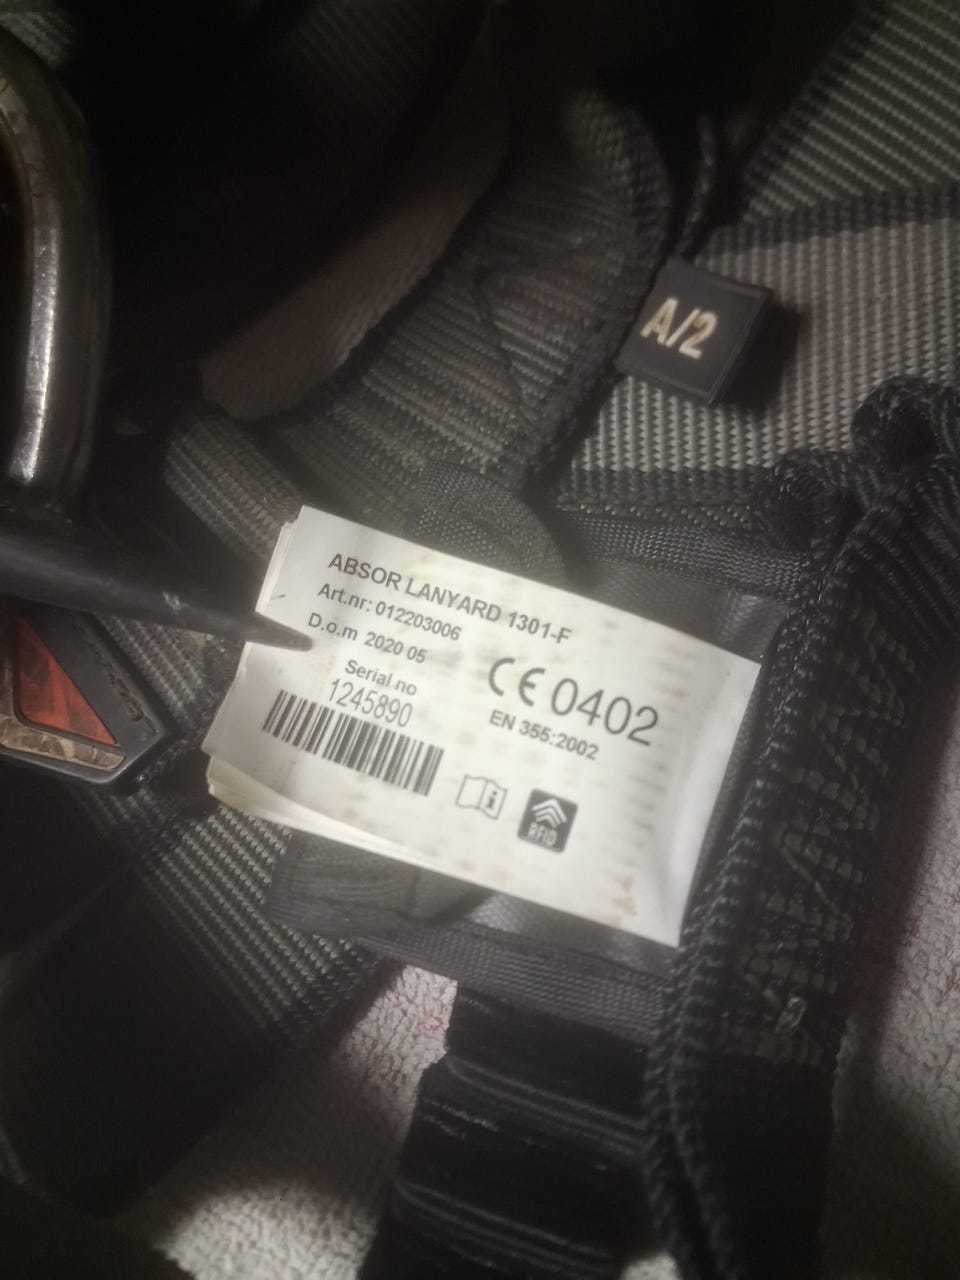 A/2
ABSOR LANYARD 1301-F
Art.nr: 012203006
D.o.m 2020 05
Serial no
1245890
CE 0402
EN 355:2002
i
RFID